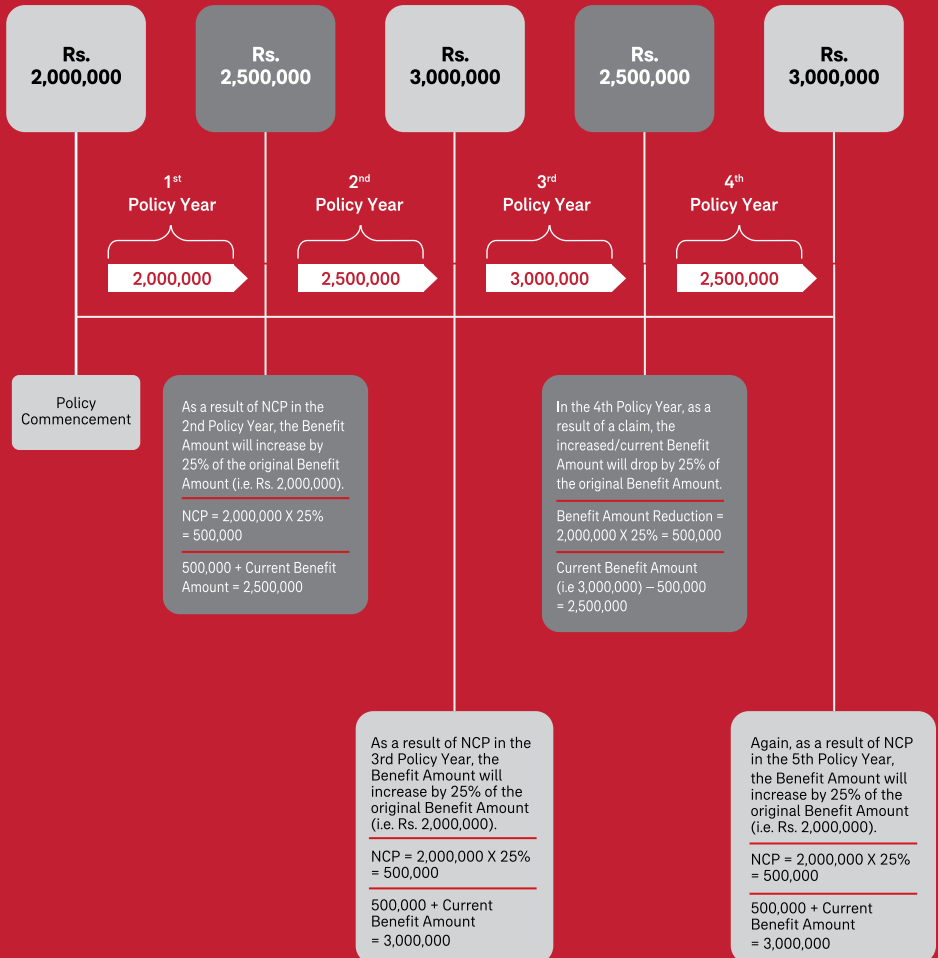 Rs.
2,000,000
Rs.
2,500,000
Rs.
3,000,000
Rs.
2,500,000
Rs.
3,000,000
1st
Policy Year
2nd
Policy Year
3rd
Policy Year
4th
Policy Year
2,000,000
2,500,000
3,000,000
2,500,000
Policy
Commencement
As a result of NCP in the
2nd Policy Year, the Benefit
Amount will increase by
25% of the original Benefit
Amount (i.e. Rs. 2,000,000).
NCP = 2,000,000 X 25%
= 500,000
500,000 + Current Benefit
Amount = 2,500,000
In the 4th Policy Year, as a
result of a claim, the
increased/current Benefit
Amount will drop by 25% of
the original Benefit Amount.
Benefit Amount Reduction =
2,000,000 X 25% = 500,000
Current Benefit Amount
(i.e 3,000,000) – 500,000
= 2,500,000
As a result of NCP in the
3rd Policy Year, the
Benefit Amount will
increase by 25% of the
original Benefit Amount
(i.e. Rs. 2,000,000).
NCP = 2,000,000 X 25%
= 500,000
500,000 + Current
Benefit Amount
= 3,000,000
Again, as a result of NCP
in the 5th Policy Year,
the Benefit Amount will
increase by 25% of the
original Benefit Amount
(i.e. Rs. 2,000,000).
NCP = 2,000,000 X 25%
= 500,000
500,000 + Current
Benefit Amount
= 3,000,000